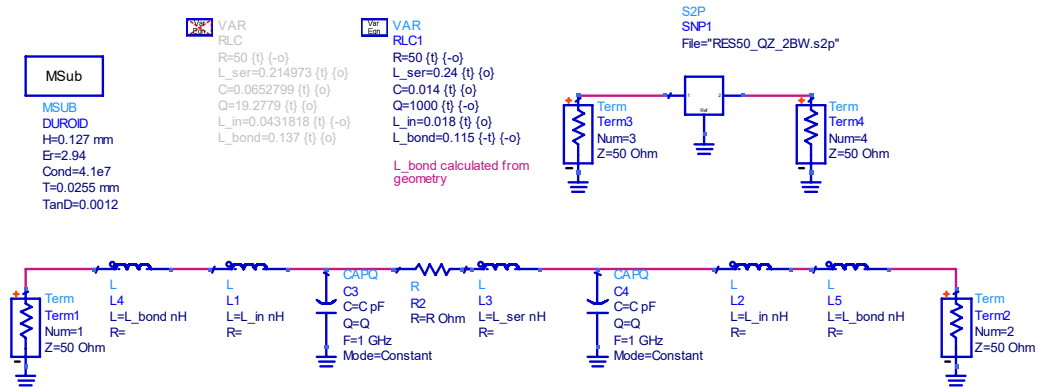 Var
Eqn
VAR
RLC
R=50 {t} {-o}
L_ser=0.214973 {t} {o}
C=0.0652799 {t} {o}
Q=19.2779 {t} {o}
L_in=0.0431818 {t} {-o}
L_bond=0.137 {t} {o}
Var
Eqn
VAR
RLC1
R=50 {t} {-o}
L_ser=0.24 {t} {o}
C=0.014 {t} {o}
Q=1000 {t} {-o}
L_in=0.018 {t} {o}
L_bond=0.115 {-t} {-o}
L_bond calculated from
geometry
S2P
SNP1
File="RES50_QZ_2BW.s2p"
MSub
MSUB
DUROID
H=0.127 mm
Er=2.94
Cond=4.1e7
T=0.0255 mm
TanD=0.0012
+
-
Term
Term3
Num=3
Z=50 Ohm
1
2
Ref
+
-
Term
Term4
Num=4
Z=50 Ohm
+
-
Term
Term1
Num=1
Z=50 Ohm
L
L4
L=L_bond nH
R=
L
L1
L=L_in nH
R=
CAPQ
C3
C=C pF
Q=Q
F=1 GHz
Mode=Constant
R
R2
R=R Ohm
L
L3
L=L_ser nH
R=
CAPQ
C4
C=C pF
Q=Q
F=1 GHz
Mode=Constant
L
L2
L=L_in nH
R=
L
L5
L=L_bond nH
R=
+
-
Term
Term2
Num=2
Z=50 Ohm